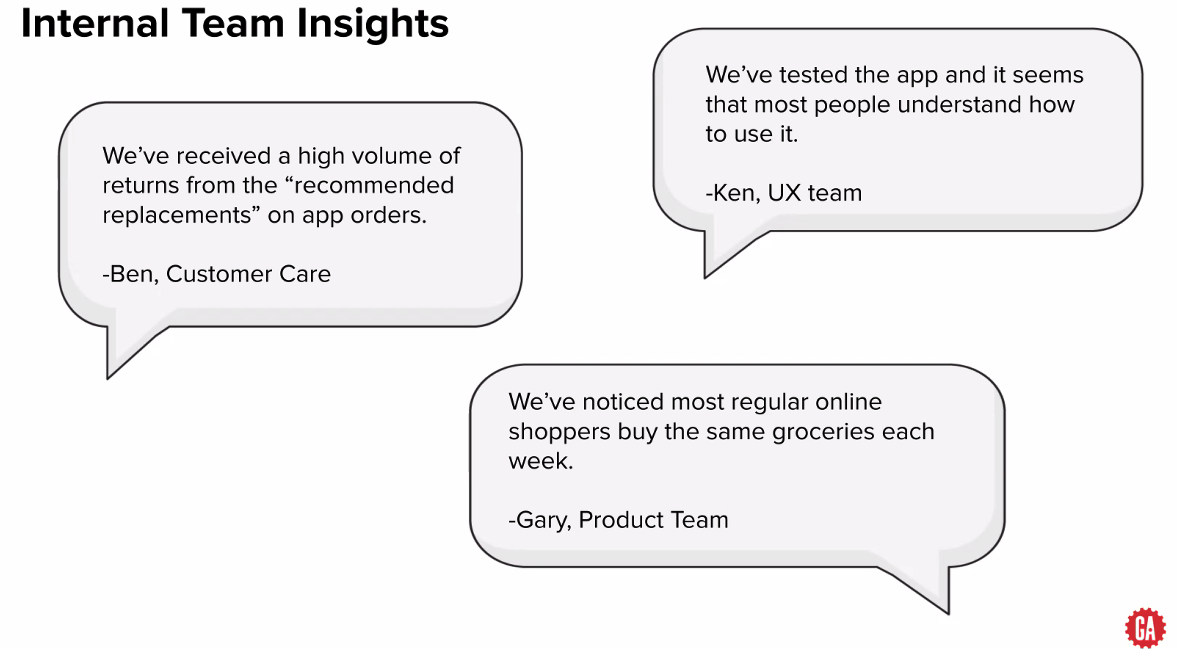 Internal Team Insights
We’ve received a high volume of
returns from the “recommended
replacements” on app orders.
-Ben, Customer Care
We’ve tested the app and it seems
that most people understand how
to use it.
-Ken, UX team
We’ve noticed most regular online
shoppers buy the same groceries each
week.
-Gary, Product Team
GA